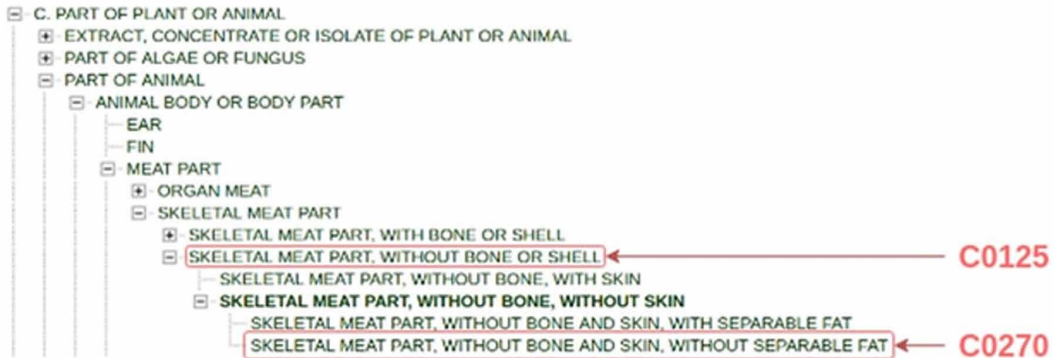 C. PART OF PLANT OR ANIMAL
EXTRACT, CONCENTRATE OR ISOLATE OF PLANT OR ANIMAL
PART OF ALGAE OR FUNGUS
PART OF ANIMAL
ANIMAL BODY OR BODY PART
EAR
FIN
MEAT PART
ORGAN MEAT
SKELETAL MEAT PART
SKELETAL MEAT PART, WITH BONE OR SHELL
SKELETAL MEAT PART, WITHOUT BONE OR SHELL C0125
SKELETAL MEAT PART, WITHOUT BONE, WITH SKIN
SKELETAL MEAT PART, WITHOUT BONE, WITHOUT SKIN
SKELETAL MEAT PART, WITHOUT BONE AND SKIN, WITH SEPARABLE FAT
SKELETAL MEAT PART, WITHOUT BONE AND SKIN, WITHOUT SEPARABLE FAT C0270